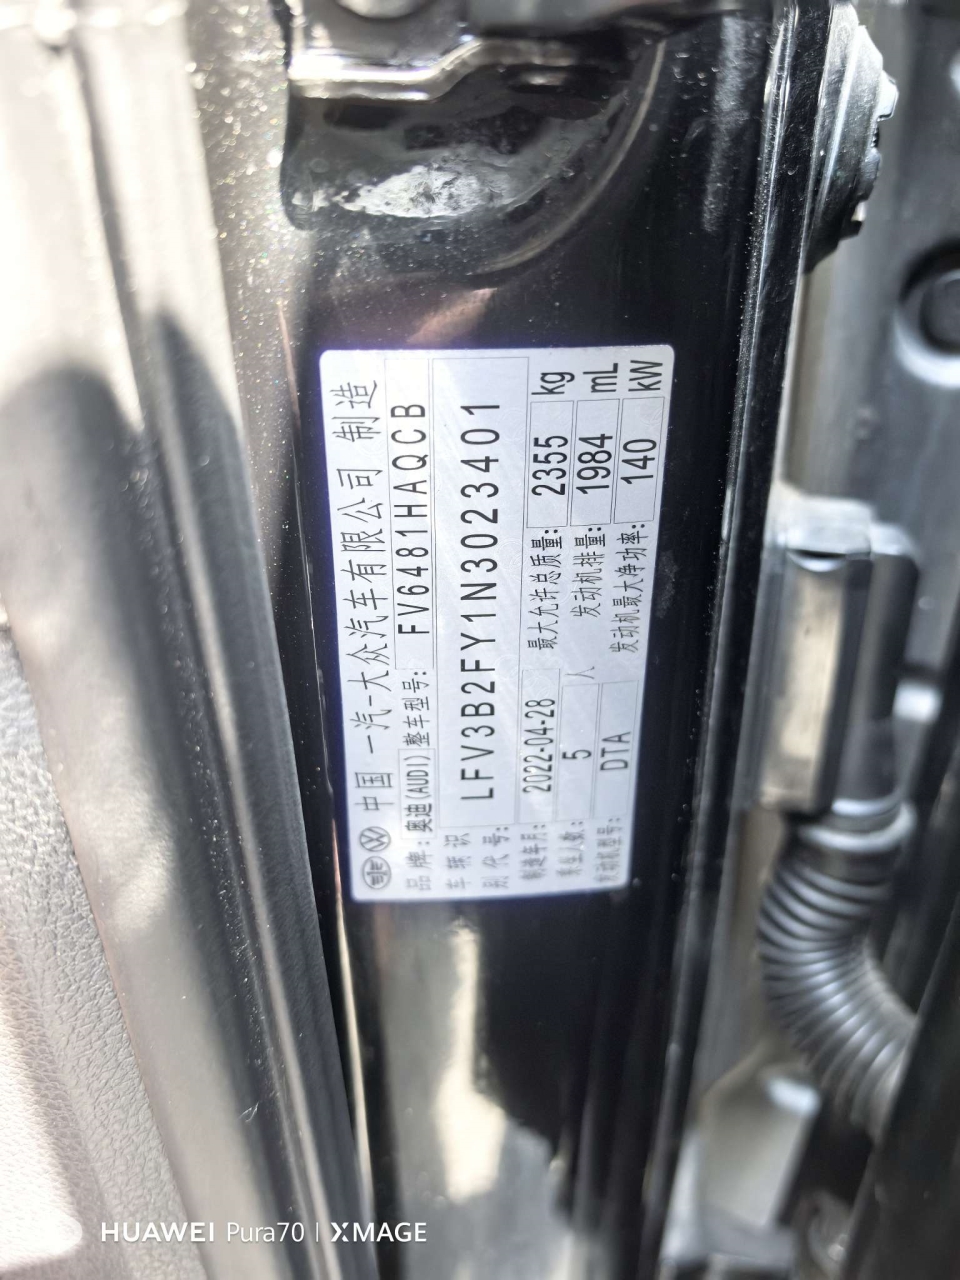 中国一汽-大众汽车有限公司 制造
品牌:奥迪(AUDI) 整车型号: FV6481HAQCB
车辆识别代号: LFV3B2FY1N3023401
制造年月: 2022-04-28 最大允许总质量: 2355 kg
乘坐人数: 5 人 发动机排量: 1984 mL
发动机型号: DTA 发动机最大净功率: 140 kW
HUAWEI Pura70 | XMAGE